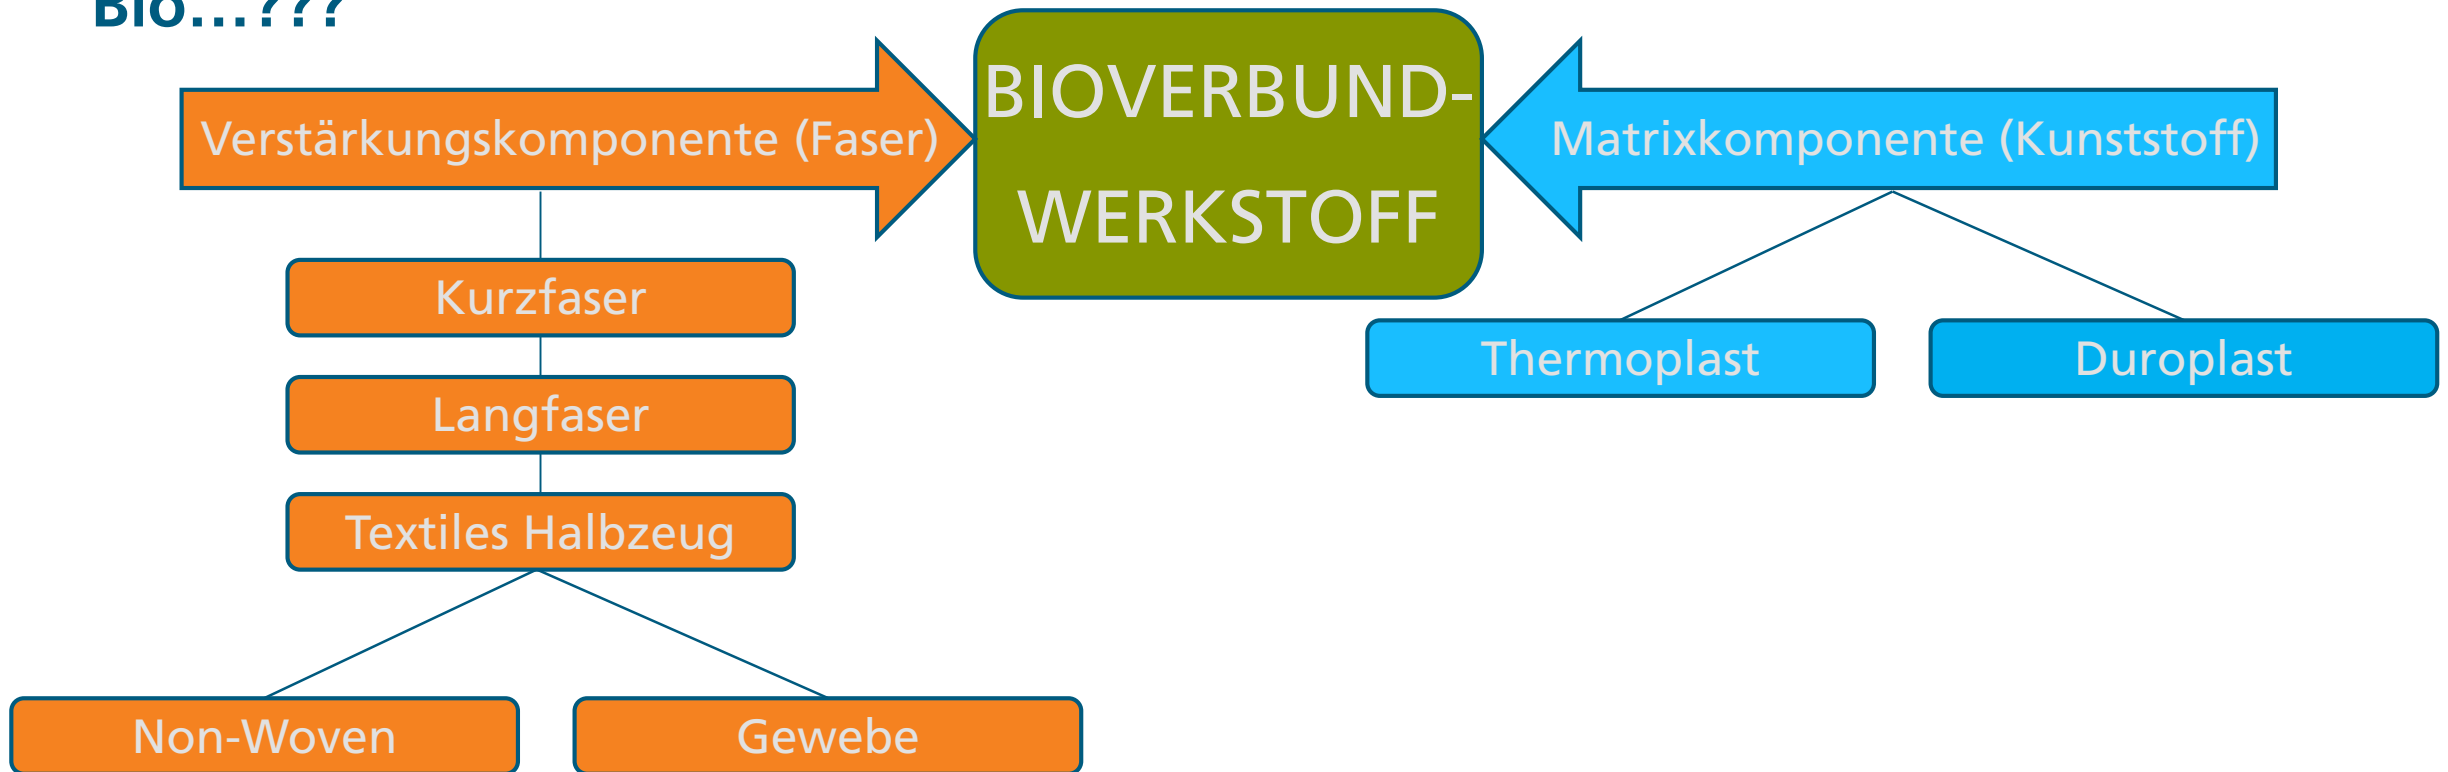 Bio...???
BIOVERBUND-
WERKSTOFF
Verstärkungskomponente (Faser)
Matrixkomponente (Kunststoff)
Kurzfaser
Langfaser
Textiles Halbzeug
Non-Woven
Gewebe
Thermoplast
Duroplast